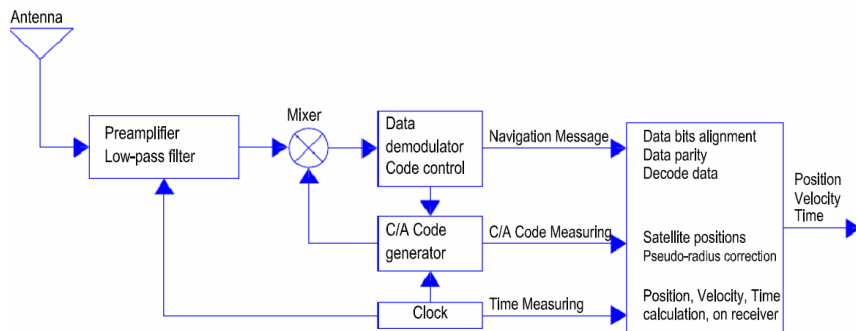 Antenna
Preamplifier
Low-pass filter
Mixer
Data
demodulator
Code control
Navigation Message
Data bits alignment
Data parity
Decode data
Position
Velocity
Time
C/A Code
generator
C/A Code Measuring
Satellite positions
Pseudo-radius correction
Clock
Time Measuring
Position, Velocity, Time
calculation, on receiver